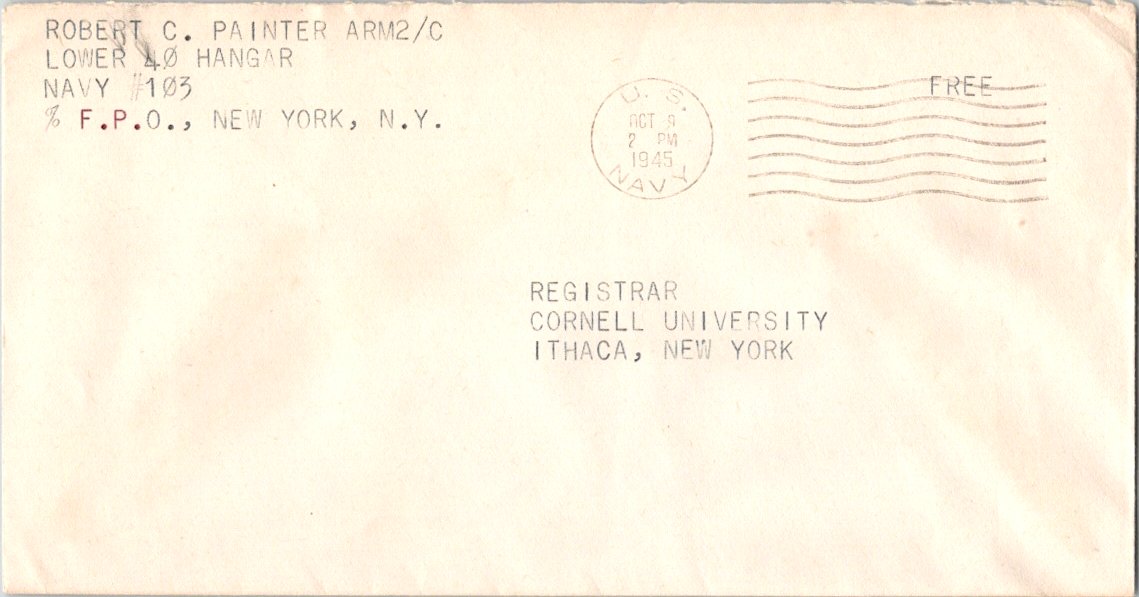 ROBERT C. PAINTER ARM2/C
LOWER 40 HANGAR
NAVY #103
% F.P.O., NEW YORK, N.Y.
U. S.
OCT 9
2 PM
1945
NAVY
FREE
REGISTRAR
CORNELL UNIVERSITY
ITHACA, NEW YORK